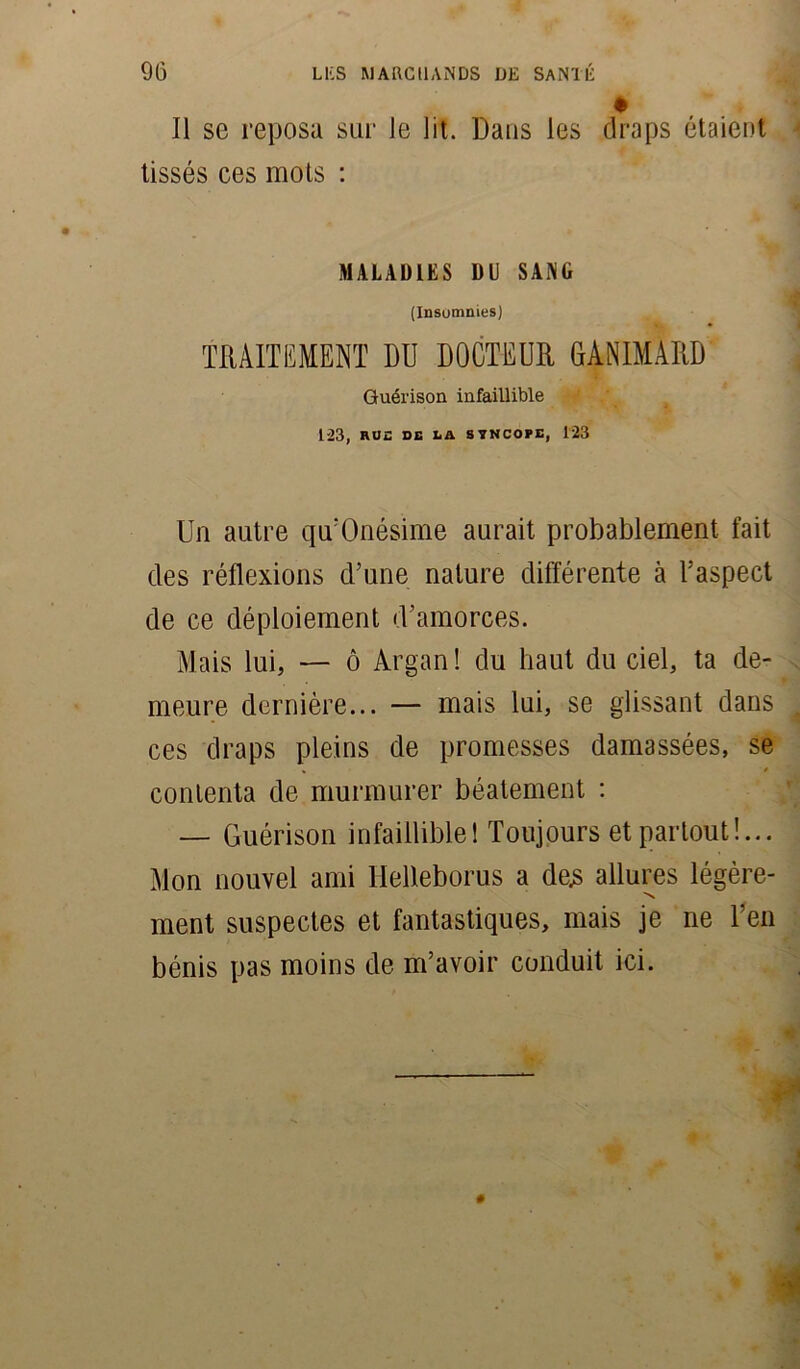 96 LES MARCHANDS DE SANTÉ
Il se reposa sur le lit. Dans les draps étaient
tissés ces mots :
MALADIES DU SANG
(Insomnies)
TRAITEMENT DU DOCTEUR GANIMARD
Guérison infaillible
123, RUE DE LA SYNCOPE, 123
Un autre qu'Onésime aurait probablement fait
des réflexions d'une nature différente à l'aspect
de ce déploiement d'amorces.
Mais lui, — ô Argan! du haut du ciel, ta de-
meure dernière... — mais lui, se glissant dans
ces draps pleins de promesses damassées, se
contenta de murmurer béatement :
— Guérison infaillible! Toujours et partout!...
Mon nouvel ami Helleborus a des allures légère-
ment suspectes et fantastiques, mais je ne l'en
bénis pas moins de m'avoir conduit ici.